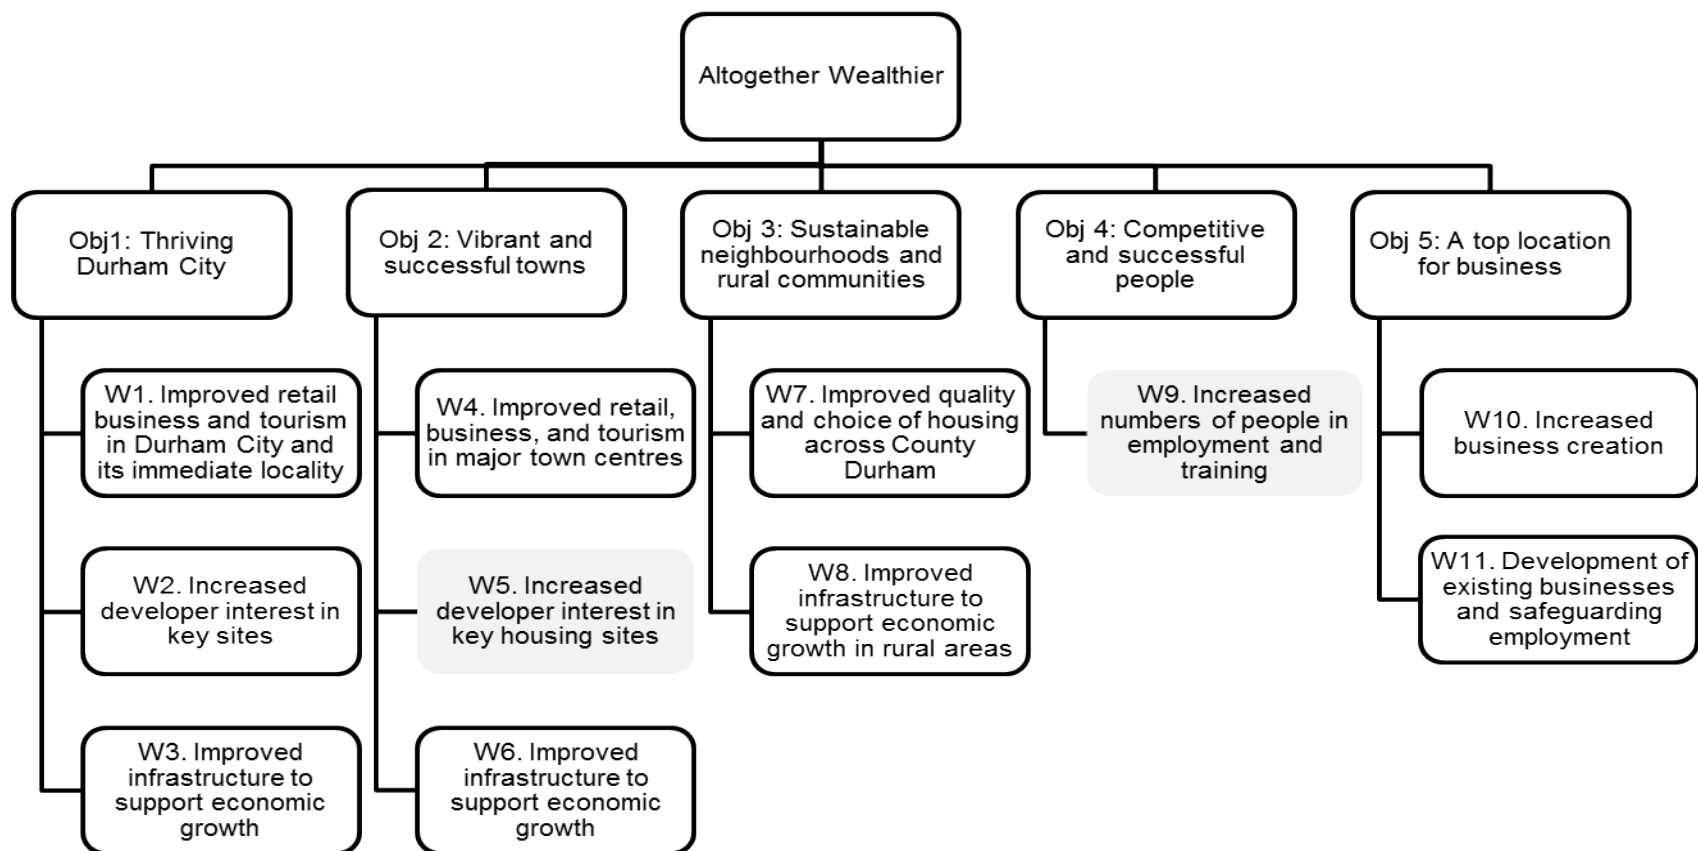 Altogether Wealthier
Obj1: Thriving
Durham City
Obj 2: Vibrant and
successful towns
Obj 3: Sustainable
neighbourhoods and
rural communities
Obj 4: Competitive
and successful
people
Obj 5: A top location
for business
W1. Improved retail
business and tourism
in Durham City and
its immediate locality
W2. Increased
developer interest in
key sites
W3. Improved
infrastructure to
support economic
growth
W4. Improved retail,
business, and tourism
in major town centres
W5. Increased
developer interest in
key housing sites
W6. Improved
infrastructure to
support economic
growth
W7. Improved quality
and choice of housing
across County
Durham
W8. Improved
infrastructure to
support economic
growth in rural areas
W9. Increased
numbers of people in
employment and
training
W10. Increased
business creation
W11. Development of
existing businesses
and safeguarding
employment